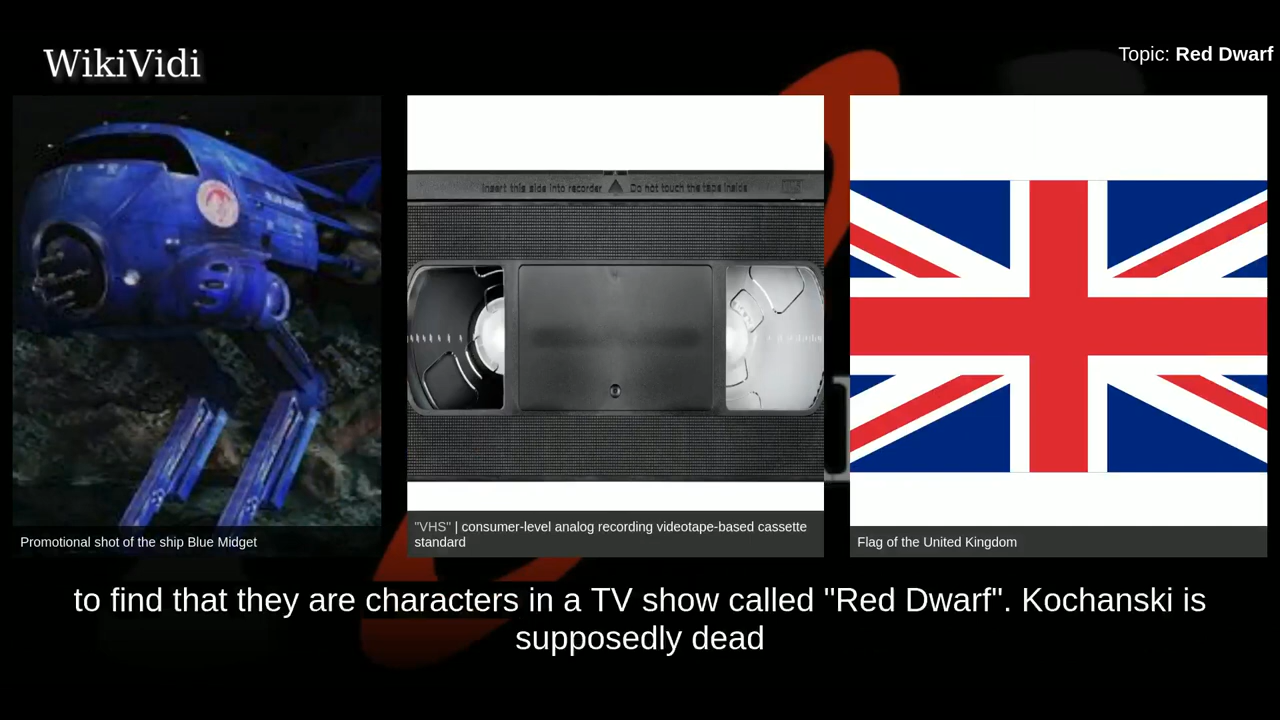 WikiVidi
Topic: Red Dwarf
Insert this side into recorder
Do not touch the tape inside
Promotional shot of the ship Blue Midget
"VHS" | consumer-level analog recording videotape-based cassette
standard
Flag of the United Kingdom
to find that they are characters in a TV show called "Red Dwarf". Kochanski is
supposedly dead